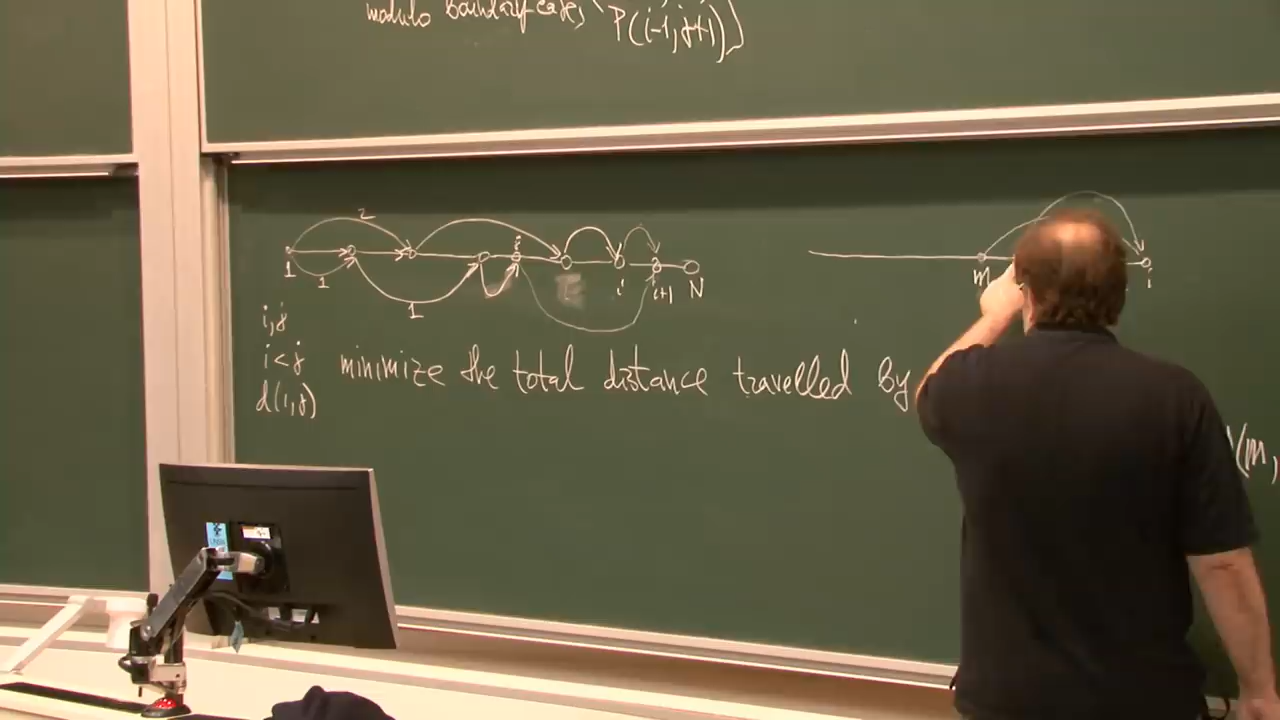 modulo boundary cases,
P(i-1, j+1)
2
i
1
1
i
i+1
N
1
m
i
i, j
i < j
minimize the total distance travelled by
d(i, j)
(m,